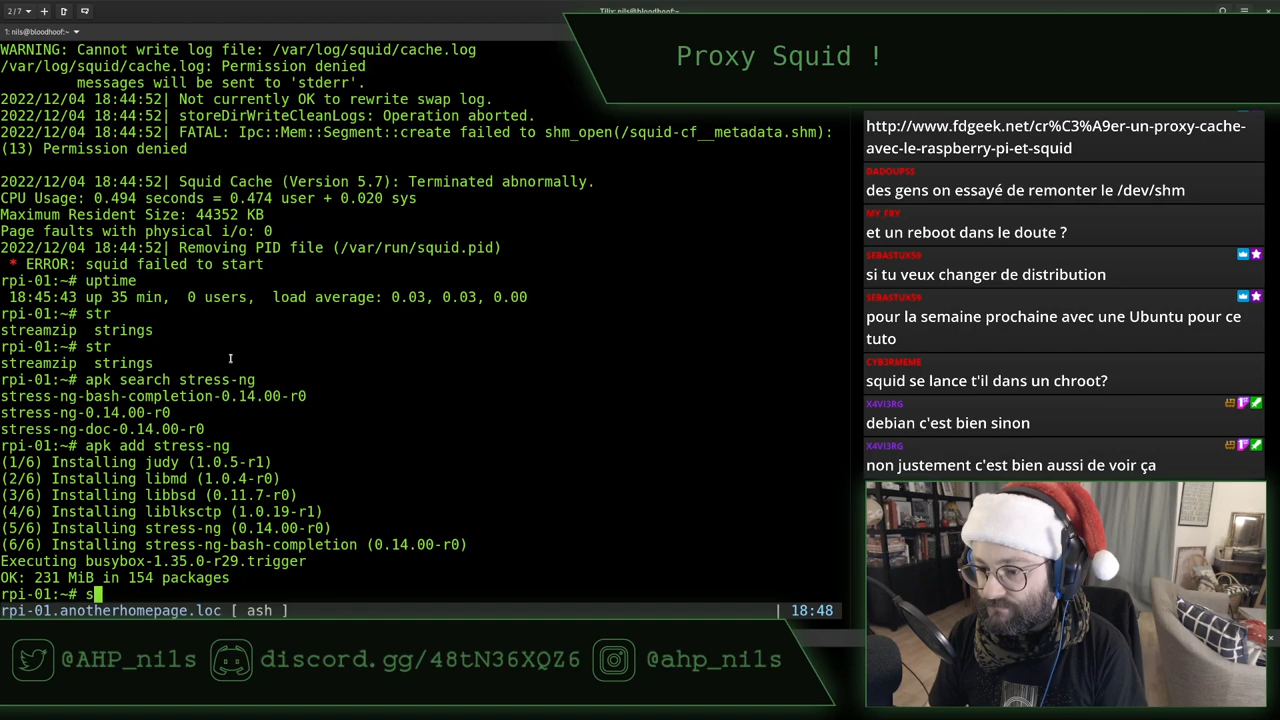 2/7
Tilix: nils@bloodhoof:~
1: nils@bloodhoof:~
WARNING: Cannot write log file: /var/log/squid/cache.log
/var/log/squid/cache.log: Permission denied
messages will be sent to 'stderr'.
2022/12/04 18:44:52| Not currently OK to rewrite swap log.
2022/12/04 18:44:52| storeDirWriteCleanLogs: Operation aborted.
2022/12/04 18:44:52| FATAL: Ipc::Mem::Segment::create failed to shm_open(/squid-cf__metadata.shm):
(13) Permission denied
2022/12/04 18:44:52| Squid Cache (Version 5.7): Terminated abnormally.
CPU Usage: 0.494 seconds = 0.474 user + 0.020 sys
Maximum Resident Size: 44352 KB
Page faults with physical i/o: 0
2022/12/04 18:44:52| Removing PID file (/var/run/squid.pid)
* ERROR: squid failed to start
rpi-01:~# uptime
18:45:43 up 35 min,  0 users,  load average: 0.03, 0.03, 0.00
rpi-01:~# str
streamzip  strings
rpi-01:~# str
streamzip  strings
rpi-01:~# apk search stress-ng
stress-ng-bash-completion-0.14.00-r0
stress-ng-0.14.00-r0
stress-ng-doc-0.14.00-r0
rpi-01:~# apk add stress-ng
(1/6) Installing judy (1.0.5-r1)
(2/6) Installing libmd (1.0.4-r0)
(3/6) Installing libbsd (0.11.7-r0)
(4/6) Installing liblksctp (1.0.19-r1)
(5/6) Installing stress-ng (0.14.00-r0)
(6/6) Installing stress-ng-bash-completion (0.14.00-r0)
Executing busybox-1.35.0-r29.trigger
OK: 231 MiB in 154 packages
rpi-01:~# s
rpi-01.anotherhomepage.loc [ ash ] | 18:48
Proxy Squid !
http://www.fdgeek.net/cr%C3%A9er-un-proxy-cache-
avec-le-raspberry-pi-et-squid
DADOUPSS
des gens on essayé de remonter le /dev/shm
MY_FRY
et un reboot dans le doute ?
SEBASTUX59
si tu veux changer de distribution
SEBASTUX59
pour la semaine prochaine avec une Ubuntu pour ce
tuto
CYB3RMEME
squid se lance t'il dans un chroot?
X4VI3RG
debian c'est bien sinon
X4VI3RG
non justement c'est bien aussi de voir ça
@AHP_nils
discord.gg/48tN36XQZ6
@ahp_nils